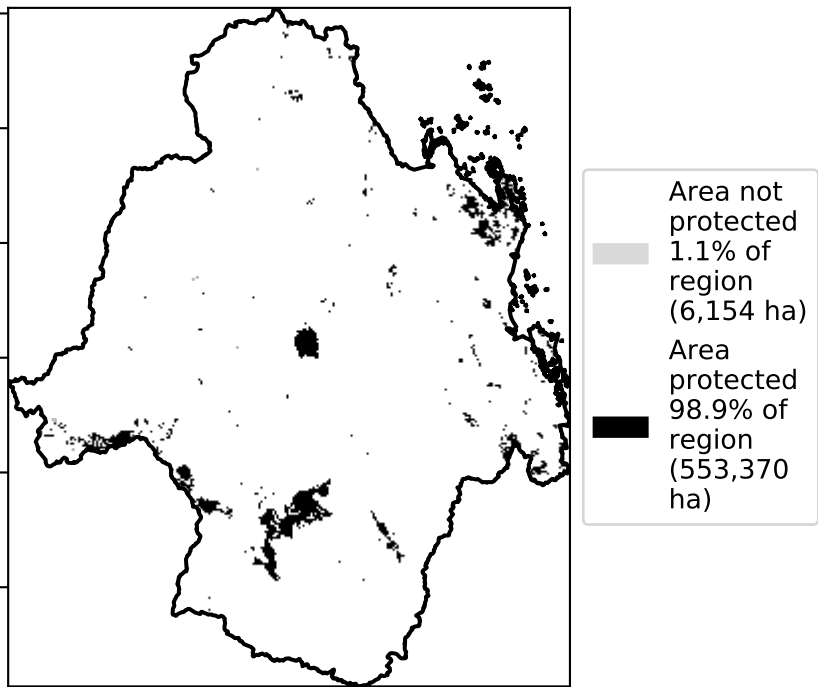 Area not
protected
1.1% of
region
(6,154 ha)
Area
protected
98.9% of
region
(553,370
ha)